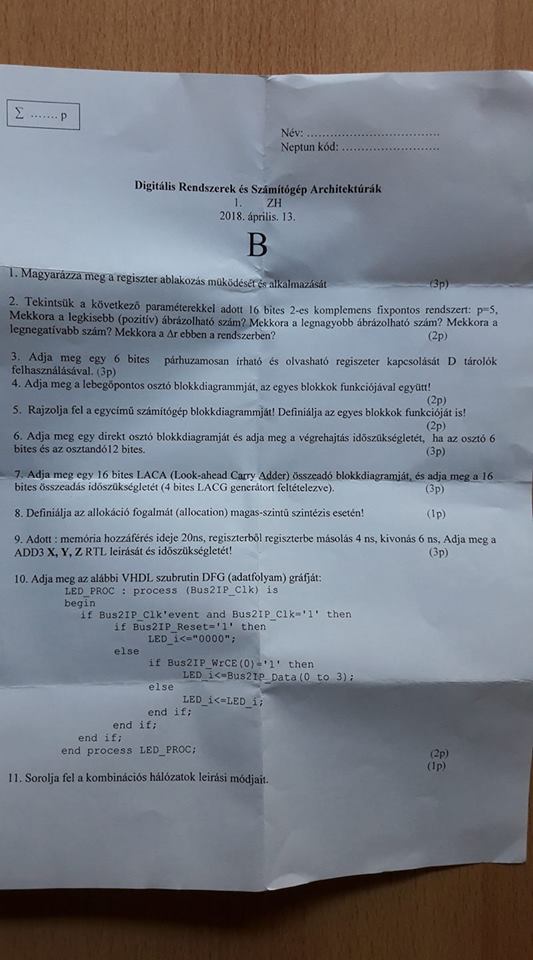 Σ ....... p
Név: ..................................
Neptun kód: .........................
Digitális Rendszerek és Számítógép Architektúrák
1. ZH
2018. április. 13.
B
1. Magyarázza meg a regiszter ablakozás müködését és alkalmazását (3p)
2. Tekintsük a következő paraméterekkel adott 16 bites 2-es komplemens fixpontos rendszert: p=5,
Mekkora a legkisebb (pozitív) ábrázolható szám? Mekkora a legnagyobb ábrázolható szám? Mekkora a
legnegatívabb szám? Mekkora a Δr ebben a rendszerben? (2p)
3. Adja meg egy 6 bites párhuzamosan írható és olvasható regiszeter kapcsolását D tárolók
felhasználásával. (3p)
4. Adja meg a lebegőpontos osztó blokkdiagrammját, az egyes blokkok funkciójával együtt!
(2p)
5. Rajzolja fel a egycímű számítógép blokkdiagramját! Definiálja az egyes blokkok funkcióját is!
(2p)
6. Adja meg egy direkt osztó blokkdiagramját és adja meg a végrehajtás időszükségletét, ha az osztó 6
bites és az osztandó12 bites. (3p)
7. Adja meg egy 16 bites LACA (Look-ahead Carry Adder) összeadó blokkdiagramját, és adja meg a 16
bites összeadás időszükségletét (4 bites LACG generátort feltételezve). (3p)
8. Definiálja az allokáció fogalmát (allocation) magas-szintű szintézis esetén! (1p)
9. Adott : memória hozzáférés ideje 20ns, regiszterből regiszterbe másolás 4 ns, kivonás 6 ns, Adja meg a
ADD3 X, Y, Z RTL leirását és időszükségletét! (3p)
10. Adja meg az alábbi VHDL szubrutin DFG (adatfolyam) gráfját:
LED_PROC : process (Bus2IP_Clk) is
begin
if Bus2IP_Clk'event and Bus2IP_Clk='1' then
if Bus2IP_Reset='1' then
LED_i<="0000";
else
if Bus2IP_WrCE(0)='1' then
LED_i<=Bus2IP_Data(0 to 3);
else
LED_i<=LED_i;
end if;
end if;
end if;
end process LED_PROC; (2p)
(1p)
11. Sorolja fel a kombinációs hálózatok leirási módjait.